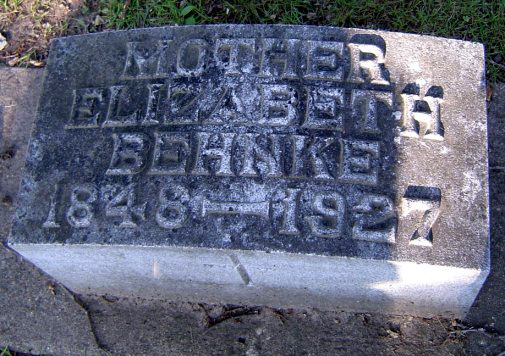 MOTHER
ELIZABETH
BEHNKE
1848–1927